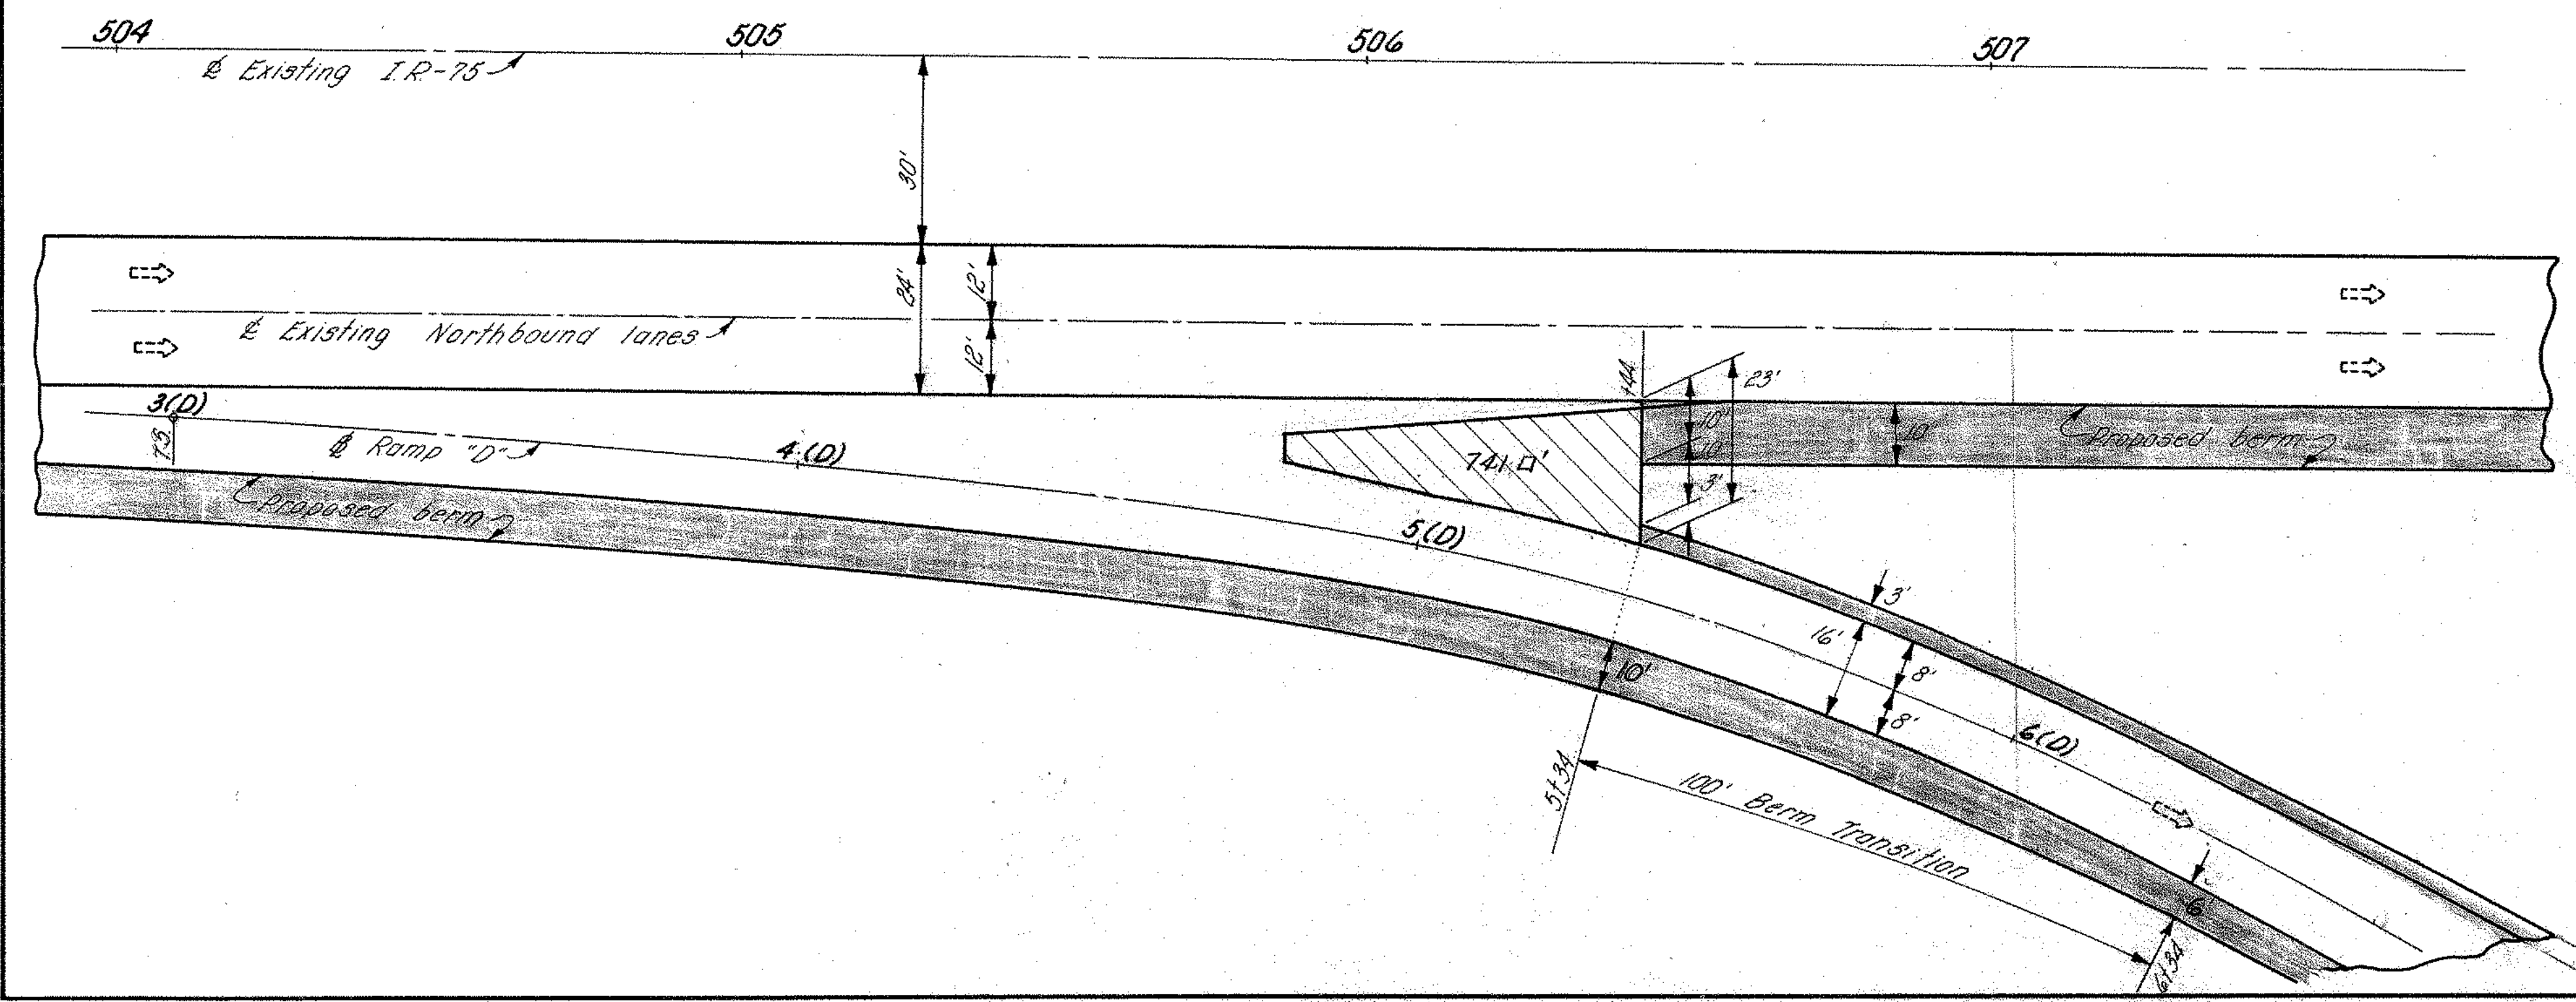 504
505
506
507
℄ Existing I.R.-75
30'
24'
12'
12'
℄ Existing Northbound lanes
+44
23'
10'
10'
3'
10'
Proposed berm
3(D)
7.5
℄ Ramp "D"
4(D)
741 □'
5(D)
Proposed berm
3'
16'
8'
8'
10'
6(D)
5+34
100' Berm Transition
6'
6+34